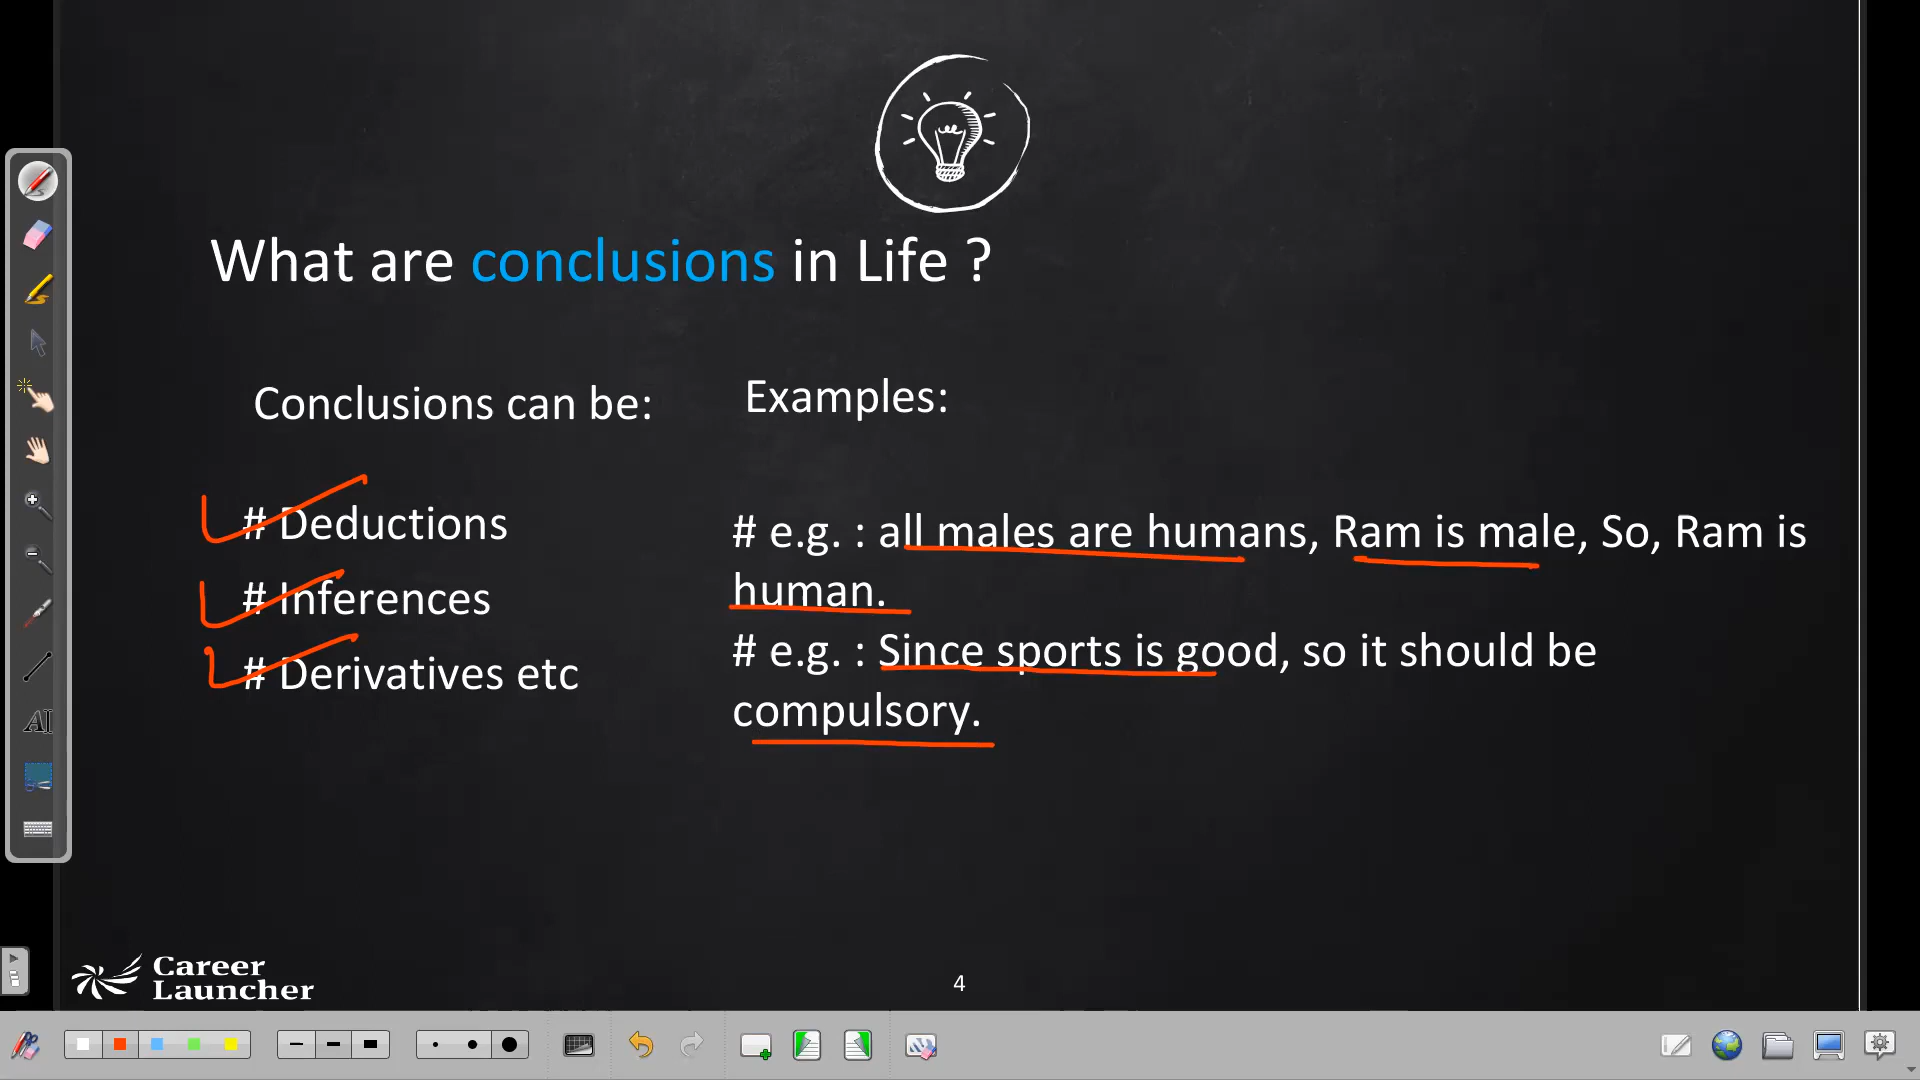 What are conclusions in Life ?
Conclusions can be:
# Deductions
# Inferences
# Derivatives etc
Examples:
# e.g. : all males are humans, Ram is male, So, Ram is
human.
# e.g. : Since sports is good, so it should be
compulsory.
Career
Launcher
4
AI